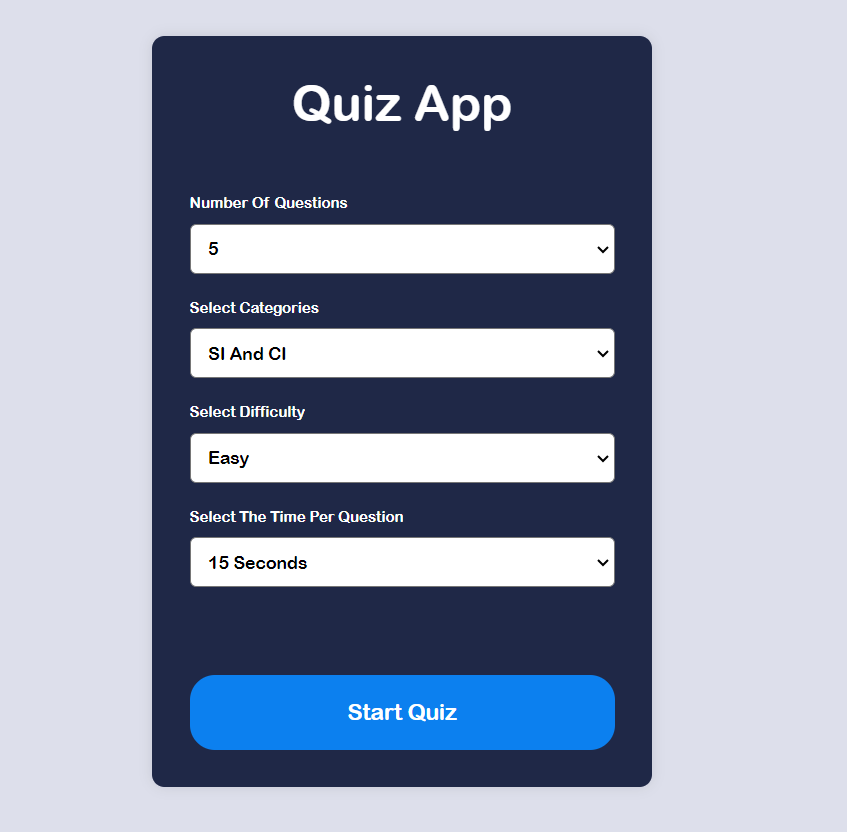 Quiz App
Number Of Questions
5
Select Categories
SI And CI
Select Difficulty
Easy
Select The Time Per Question
15 Seconds
Start Quiz